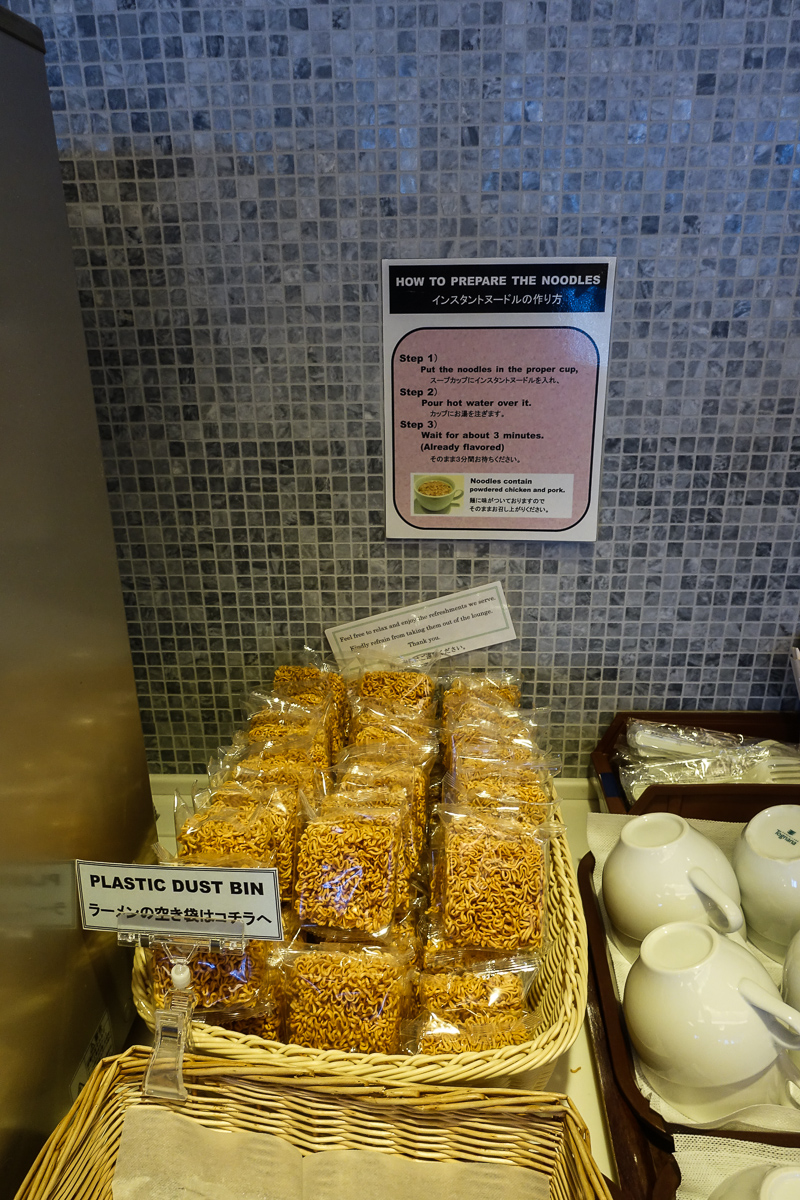 HOW TO PREPARE THE NOODLES
インスタントヌードルの作り方
Step 1)
Put the noodles in the proper cup,
スープカップにインスタントヌードルを入れ、
Step 2)
Pour hot water over it.
カップにお湯を注ぎます。
Step 3)
Wait for about 3 minutes.
(Already flavored)
そのまま3分間お待ちください。
Noodles contain
powdered chicken and pork.
麺に味がついておりますので
そのままお召し上がりください。
Feel free to relax and enjoy the refreshments we serve.
Kindly refrain from taking them out of the lounge.
Thank you.
ください。
PLASTIC DUST BIN
ラーメンの空き袋はコチラへ
Tognana